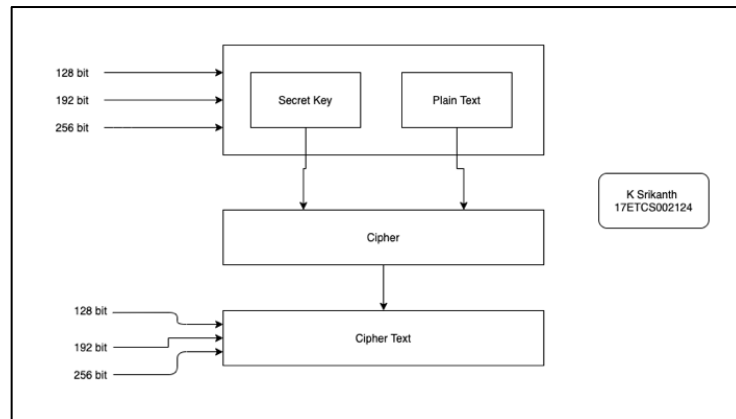 128 bit
192 bit
256 bit
Secret Key
Plain Text
K Srikanth
17ETCS002124
Cipher
128 bit
192 bit
256 bit
Cipher Text